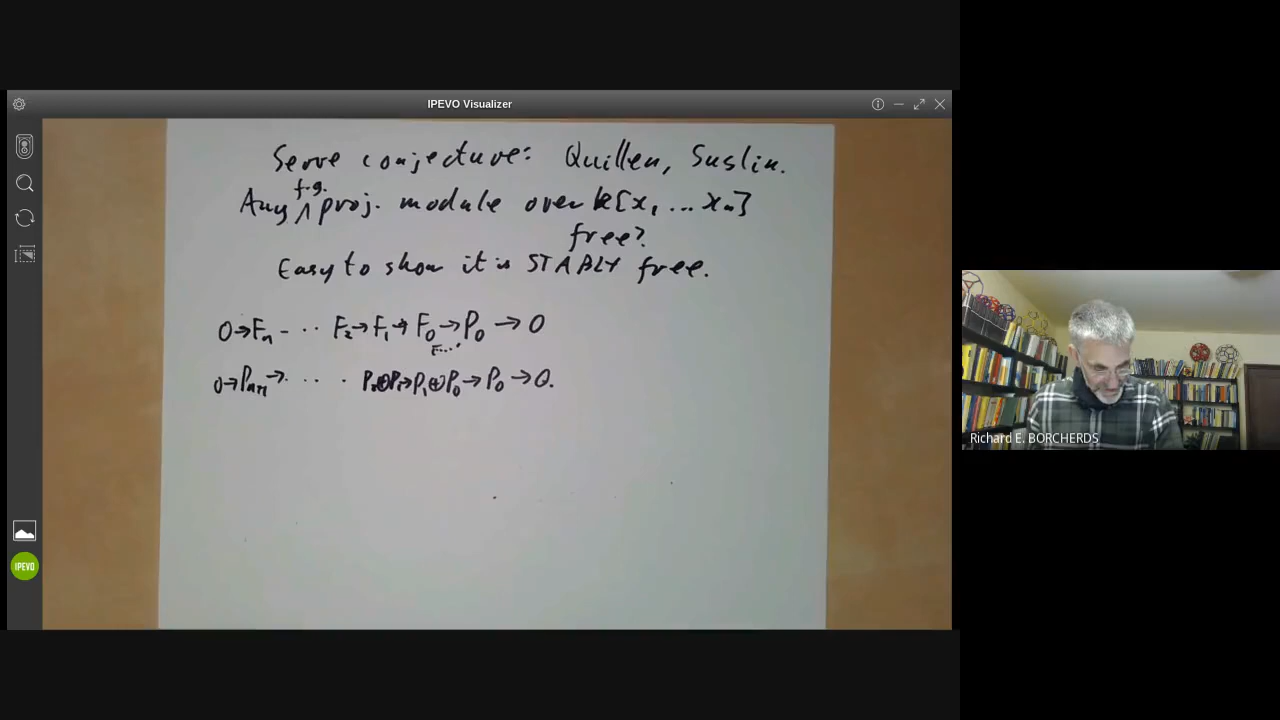 IPEVO Visualizer
Serre conjecture: Quillen, Suslin.
f.g.
Any ∧ proj. module over k[x, ... xₙ]
free?
Easy to show it is STABLY free.
0→Fₙ - ·· F₂→F₁→F₀→P₀→0
0→Pₙ₊₁→· · · · P₂⊕P₁→P₁⊕P₀→P₀→0.
Richard E. BORCHERDS
IPEVO